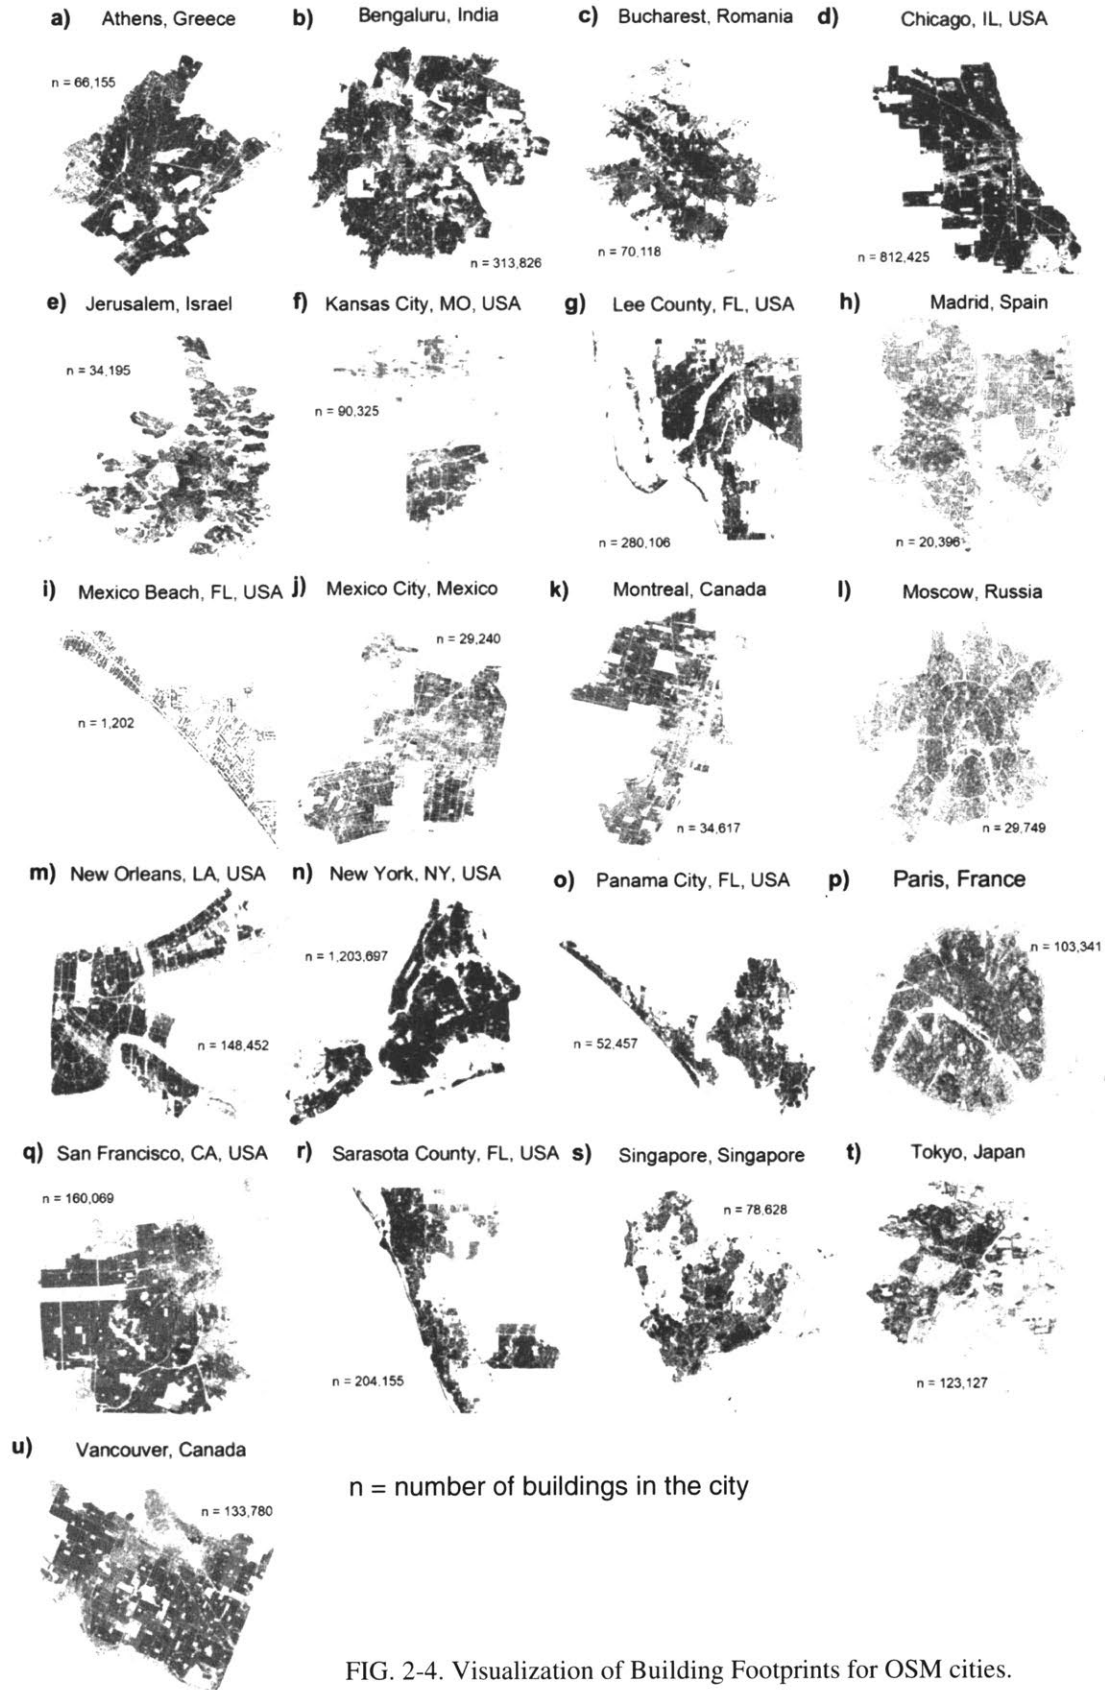 a) Athens, Greece
n = 66,155
b) Bengaluru, India
n = 313,826
c) Bucharest, Romania
n = 70,118
d) Chicago, IL, USA
n = 812,425
e) Jerusalem, Israel
n = 34,195
f) Kansas City, MO, USA
n = 90,325
g) Lee County, FL, USA
n = 280,106
h) Madrid, Spain
n = 20,396
i) Mexico Beach, FL, USA
n = 1,202
j) Mexico City, Mexico
n = 29,240
k) Montreal, Canada
n = 34,617
l) Moscow, Russia
n = 29,749
m) New Orleans, LA, USA
n = 148,452
n) New York, NY, USA
n = 1,203,697
o) Panama City, FL, USA
n = 52,457
p) Paris, France
n = 103,341
q) San Francisco, CA, USA
n = 160,069
r) Sarasota County, FL, USA
n = 204,155
s) Singapore, Singapore
n = 78,628
t) Tokyo, Japan
n = 123,127
u) Vancouver, Canada
n = 133,780
n = number of buildings in the city
FIG. 2-4. Visualization of Building Footprints for OSM cities.